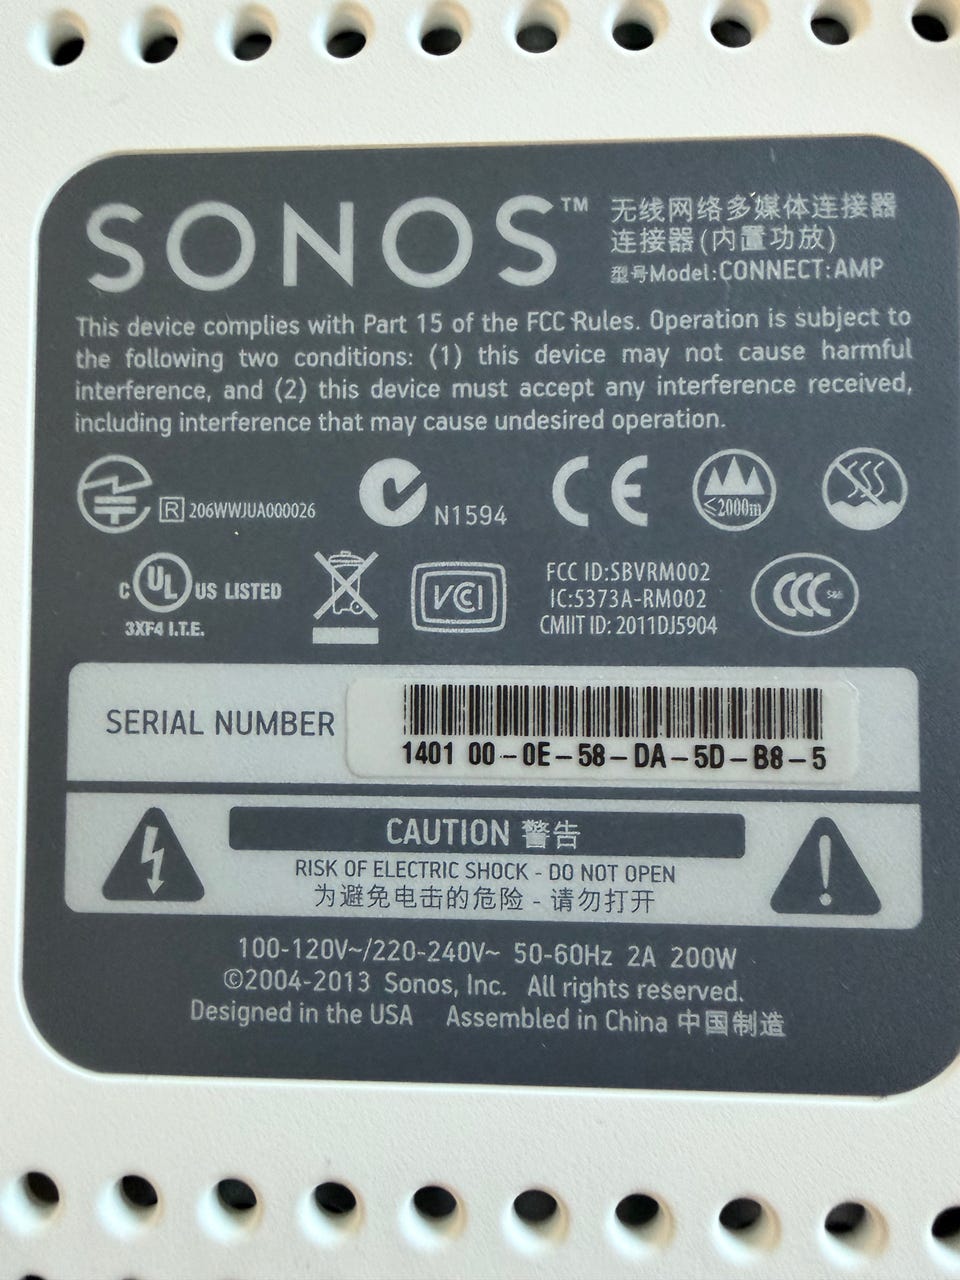 SONOS™
无线网络多媒体连接器
连接器(内置功放)
型号Model:CONNECT:AMP
This device complies with Part 15 of the FCC Rules. Operation is subject to
the following two conditions: (1) this device may not cause harmful
interference, and (2) this device must accept any interference received,
including interference that may cause undesired operation.
R 206WWJUA000026
N1594
CE
≤2000m
C UL US LISTED
3XF4 I.T.E.
VCI
FCC ID:SBVRM002
IC:5373A-RM002
CMIIT ID: 2011DJ5904
CCC S&E
SERIAL NUMBER
1401 00-0E-58-DA-5D-B8-5
CAUTION 警告
RISK OF ELECTRIC SHOCK - DO NOT OPEN
为避免电击的危险 - 请勿打开
100-120V~/220-240V~ 50-60Hz 2A 200W
©2004-2013 Sonos, Inc. All rights reserved.
Designed in the USA Assembled in China 中国制造